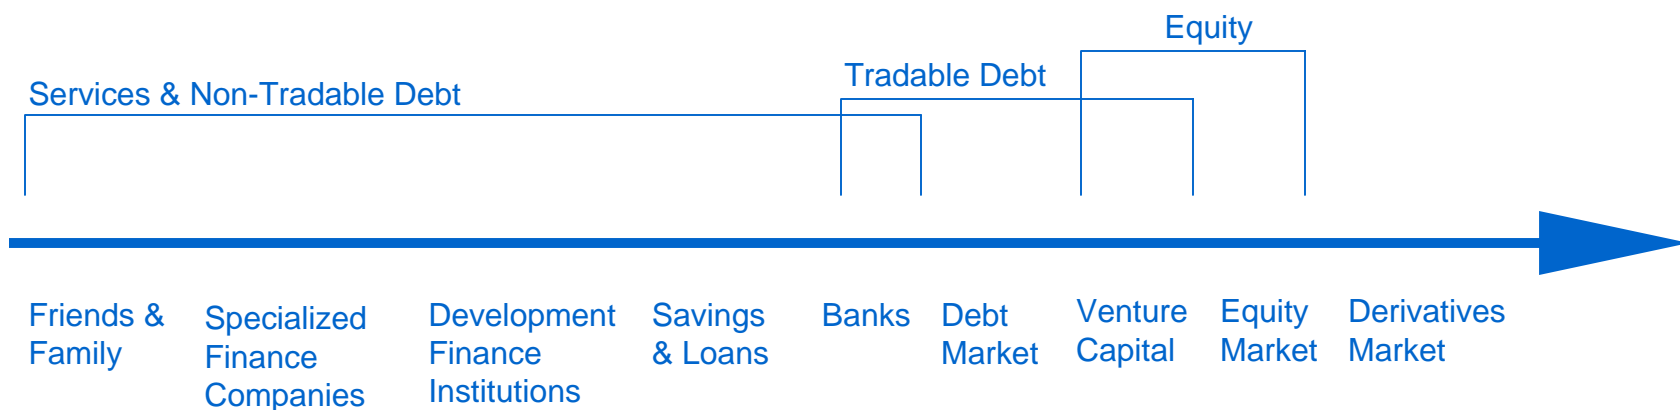 Equity
Tradable Debt
Services & Non-Tradable Debt
Friends &
Family
Specialized
Finance
Companies
Development
Finance
Institutions
Savings
& Loans
Banks
Debt
Market
Venture
Capital
Equity
Market
Derivatives
Market